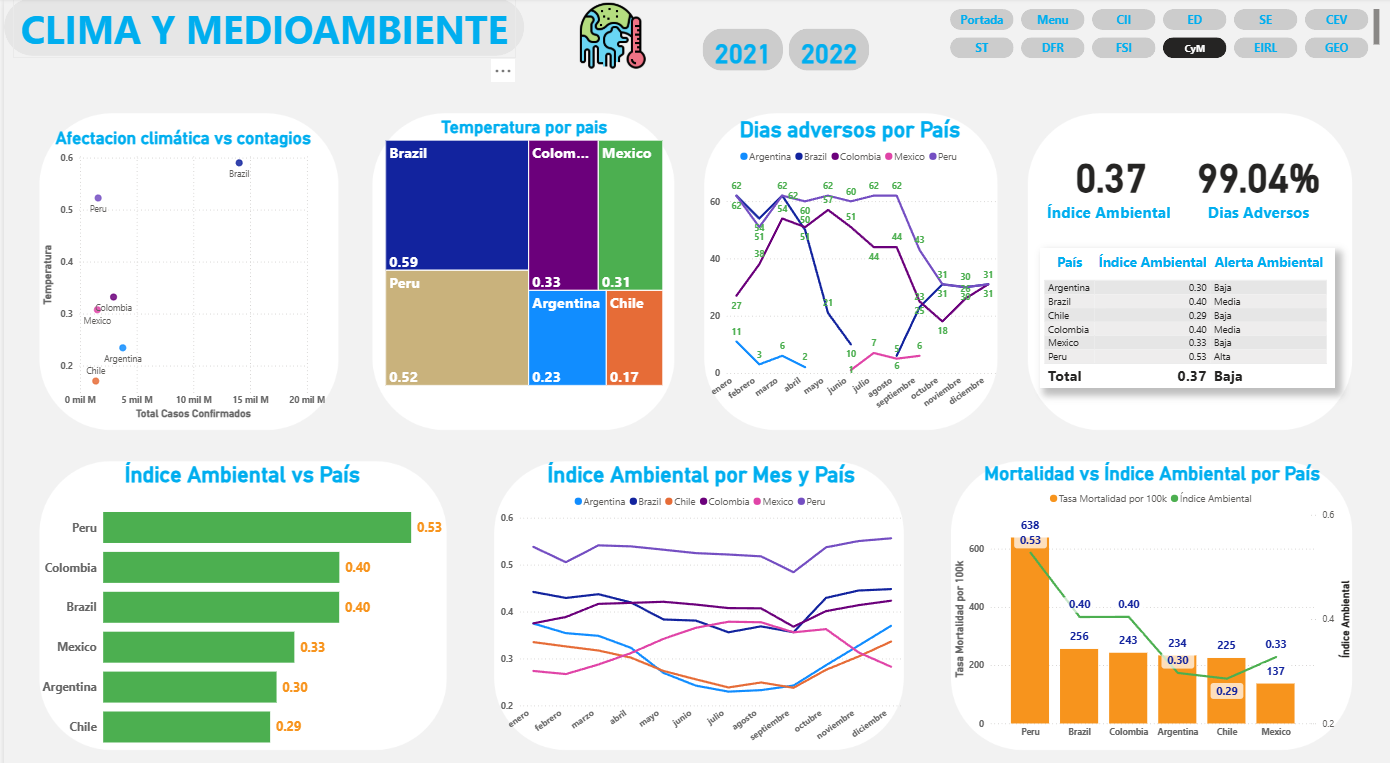 CLIMA Y MEDIOAMBIENTE
2021
2022
Portada
Menu
CII
ED
SE
CEV
ST
DFR
FSI
CyM
EIRL
GEO
Afectacion climática vs contagios
0.6
0.5
0.4
0.3
0.2
Temperatura
Brazil
Peru
Colombia
Mexico
Argentina
Chile
0 mil M
5 mil M
10 mil M
15 mil M
20 mil M
Total Casos Confirmados
Temperatura por pais
Brazil
0.59
Peru
0.52
Colom...
0.33
Mexico
0.31
Argentina
0.23
Chile
0.17
Dias adversos por País
Argentina Brazil Colombia Mexico Peru
60
40
20
0
62
62
27
11
51
38
3
62
54
6
62
60
50
51
2
62
57
21
60
51
10
62
44
7
62
44
5
6
43
23
25
6
31
31
18
30
31
31
enero
febrero
marzo
abril
mayo
junio
julio
agosto
septiembre
octubre
noviembre
diciembre
0.37
Índice Ambiental
99.04%
Dias Adversos
País Índice Ambiental Alerta Ambiental
Argentina 0.30 Baja
Brazil 0.40 Media
Chile 0.29 Baja
Colombia 0.40 Media
Mexico 0.33 Baja
Peru 0.53 Alta
Total 0.37 Baja
Índice Ambiental vs País
Peru 0.53
Colombia 0.40
Brazil 0.40
Mexico 0.33
Argentina 0.30
Chile 0.29
Índice Ambiental por Mes y País
Argentina Brazil Chile Colombia Mexico Peru
0.6
0.5
0.4
0.3
0.2
enero
febrero
marzo
abril
mayo
junio
julio
agosto
septiembre
octubre
noviembre
diciembre
Mortalidad vs Índice Ambiental por País
Tasa Mortalidad por 100k Índice Ambiental
Tasa Mortalidad por 100k
600
400
200
0
638
0.53
0.40
256
0.40
243
234
0.30
225
0.29
0.33
137
Peru
Brazil
Colombia
Argentina
Chile
Mexico
0.6
0.4
0.2
Índice Ambiental